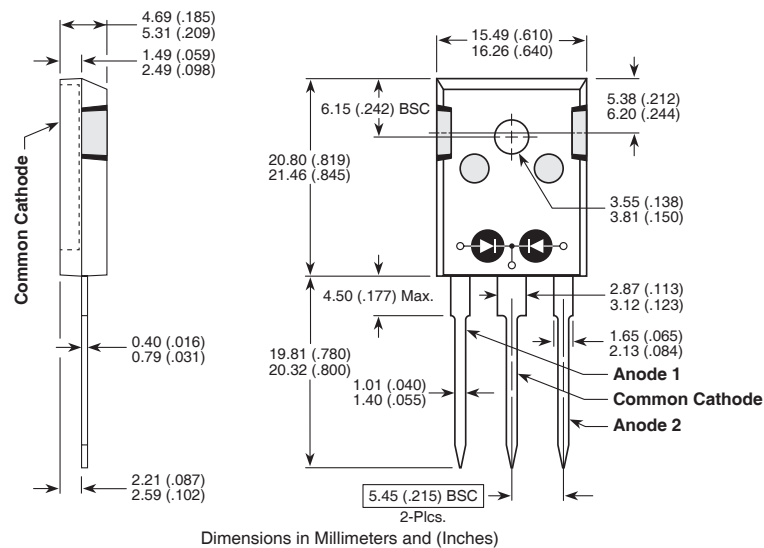 4.69 (.185)
5.31 (.209)
1.49 (.059)
2.49 (.098)
15.49 (.610)
16.26 (.640)
6.15 (.242) BSC
5.38 (.212)
6.20 (.244)
Common Cathode
20.80 (.819)
21.46 (.845)
3.55 (.138)
3.81 (.150)
4.50 (.177) Max.
2.87 (.113)
3.12 (.123)
0.40 (.016)
0.79 (.031)
19.81 (.780)
20.32 (.800)
1.65 (.065)
2.13 (.084)
1.01 (.040)
1.40 (.055)
Anode 1
Common Cathode
Anode 2
2.21 (.087)
2.59 (.102)
5.45 (.215) BSC
2-Plcs.
Dimensions in Millimeters and (Inches)